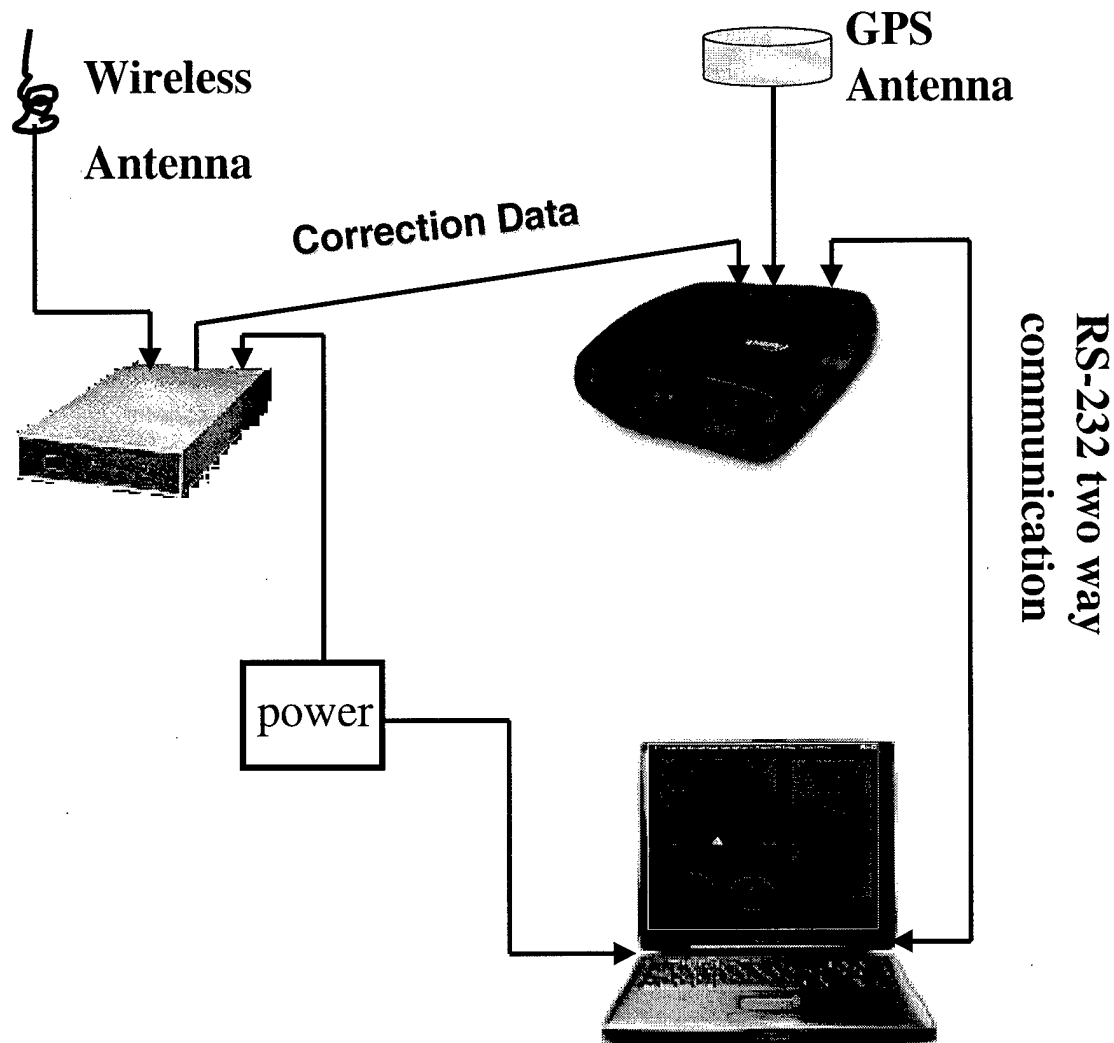 Wireless
Antenna
GPS
Antenna
Correction Data
RS-232 two way
communication
power